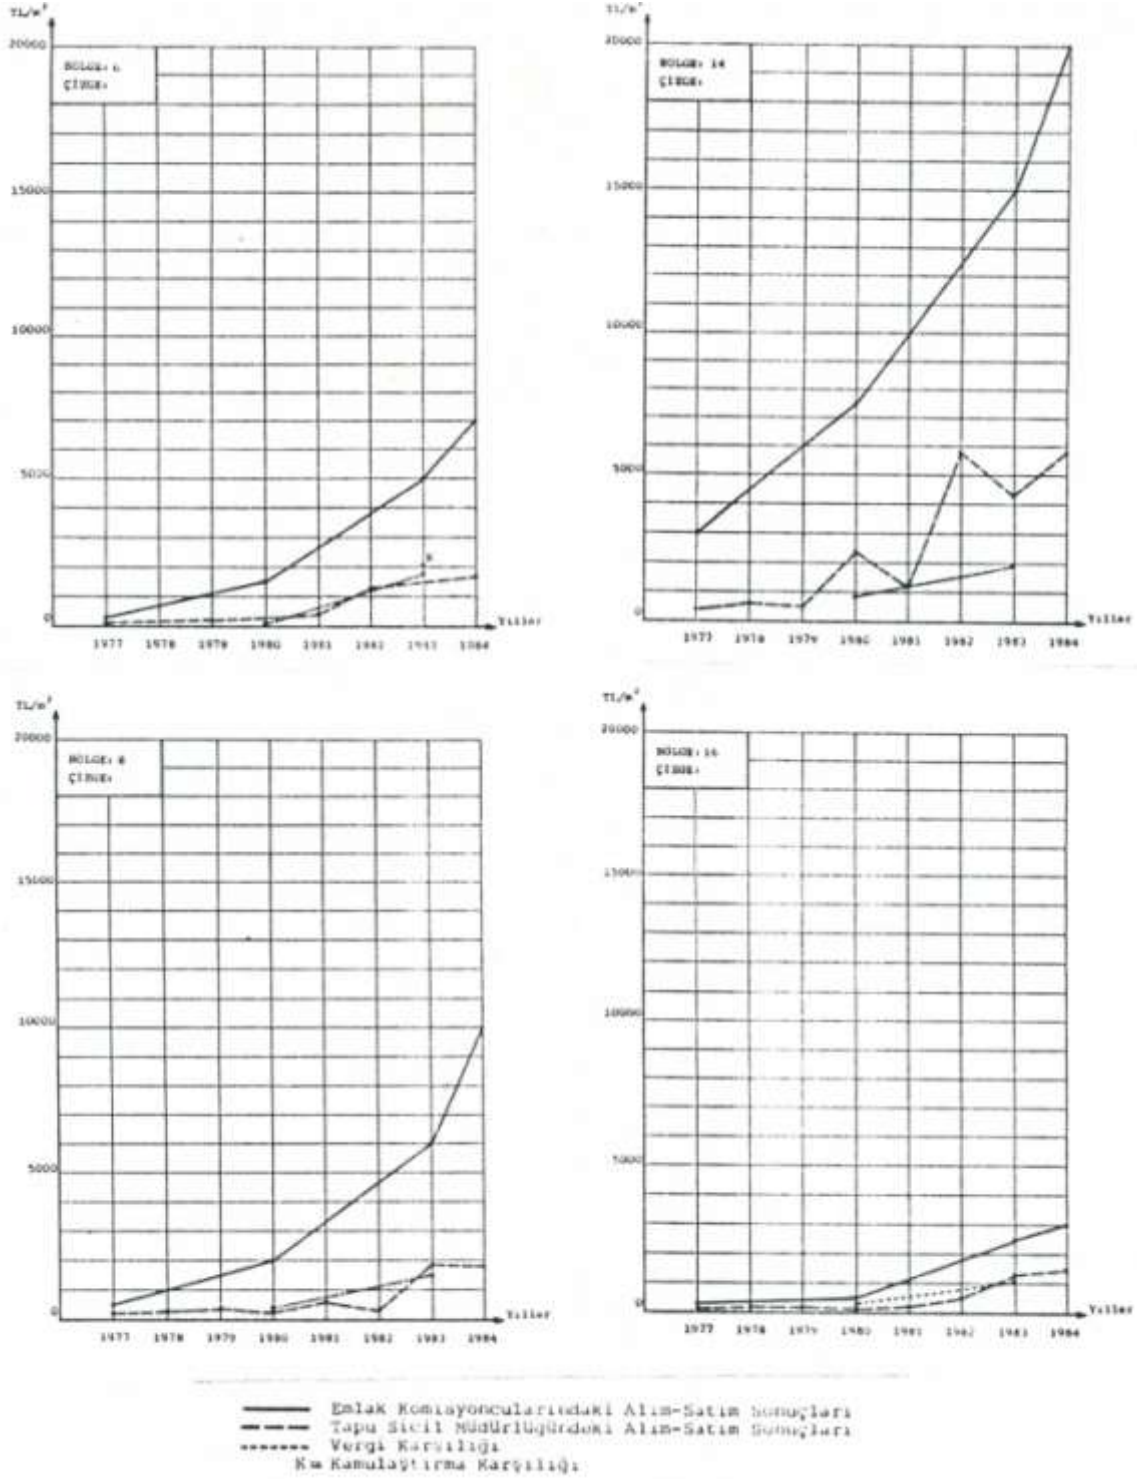 TL/m²
20000
BÖLGE: 6
ÇİZGE:
15000
10000
5000
0
Yıllar
1977 1978 1979 1980 1981 1982 1983 1984
K
TL/m²
20000
BÖLGE: 14
ÇİZGE:
15000
10000
5000
0
Yıllar
1977 1978 1979 1980 1981 1982 1983 1984
TL/m²
20000
BÖLGE: 8
ÇİZGE:
15000
10000
5000
0
Yıllar
1977 1978 1979 1980 1981 1982 1983 1984
TL/m²
20000
BÖLGE: 16
ÇİZGE:
15000
10000
5000
0
Yıllar
1977 1978 1979 1980 1981 1982 1983 1984
Emlak Komisyoncularındaki Alım-Satım Sonuçları
Tapu Sicil Müdürlüğündeki Alım-Satım Sonuçları
Vergi Karşılığı
K= Kamulaştırma Karşılığı